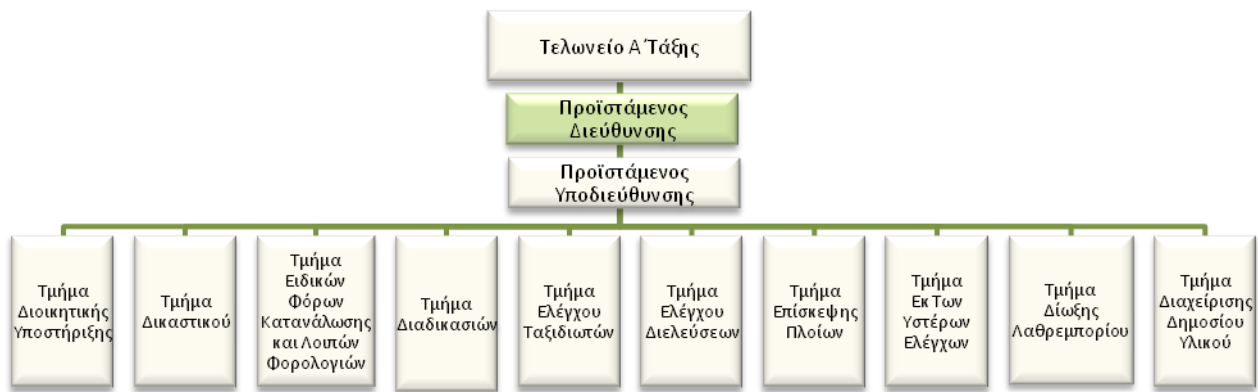 Τελωνείο Α΄Τάξης
Προϊστάμενος
Διεύθυνσης
Προϊστάμενος
Υποδιεύθυνσης
Τμήμα
Διοικητικής
Υποστήριξης
Τμήμα
Δικαστικού
Τμήμα
Ειδικών
Φόρων
Κατανάλωσης
και Λοιπών
Φορολογιών
Τμήμα
Διαδικασιών
Τμήμα
Ελέγχου
Ταξιδιωτών
Τμήμα
Ελέγχου
Διελεύσεων
Τμήμα
Επίσκεψης
Πλοίων
Τμήμα
Εκ Των
Υστέρων
Ελέγχων
Τμήμα
Δίωξης
Λαθρεμπορίου
Τμήμα
Διαχείρισης
Δημοσίου
Υλικού